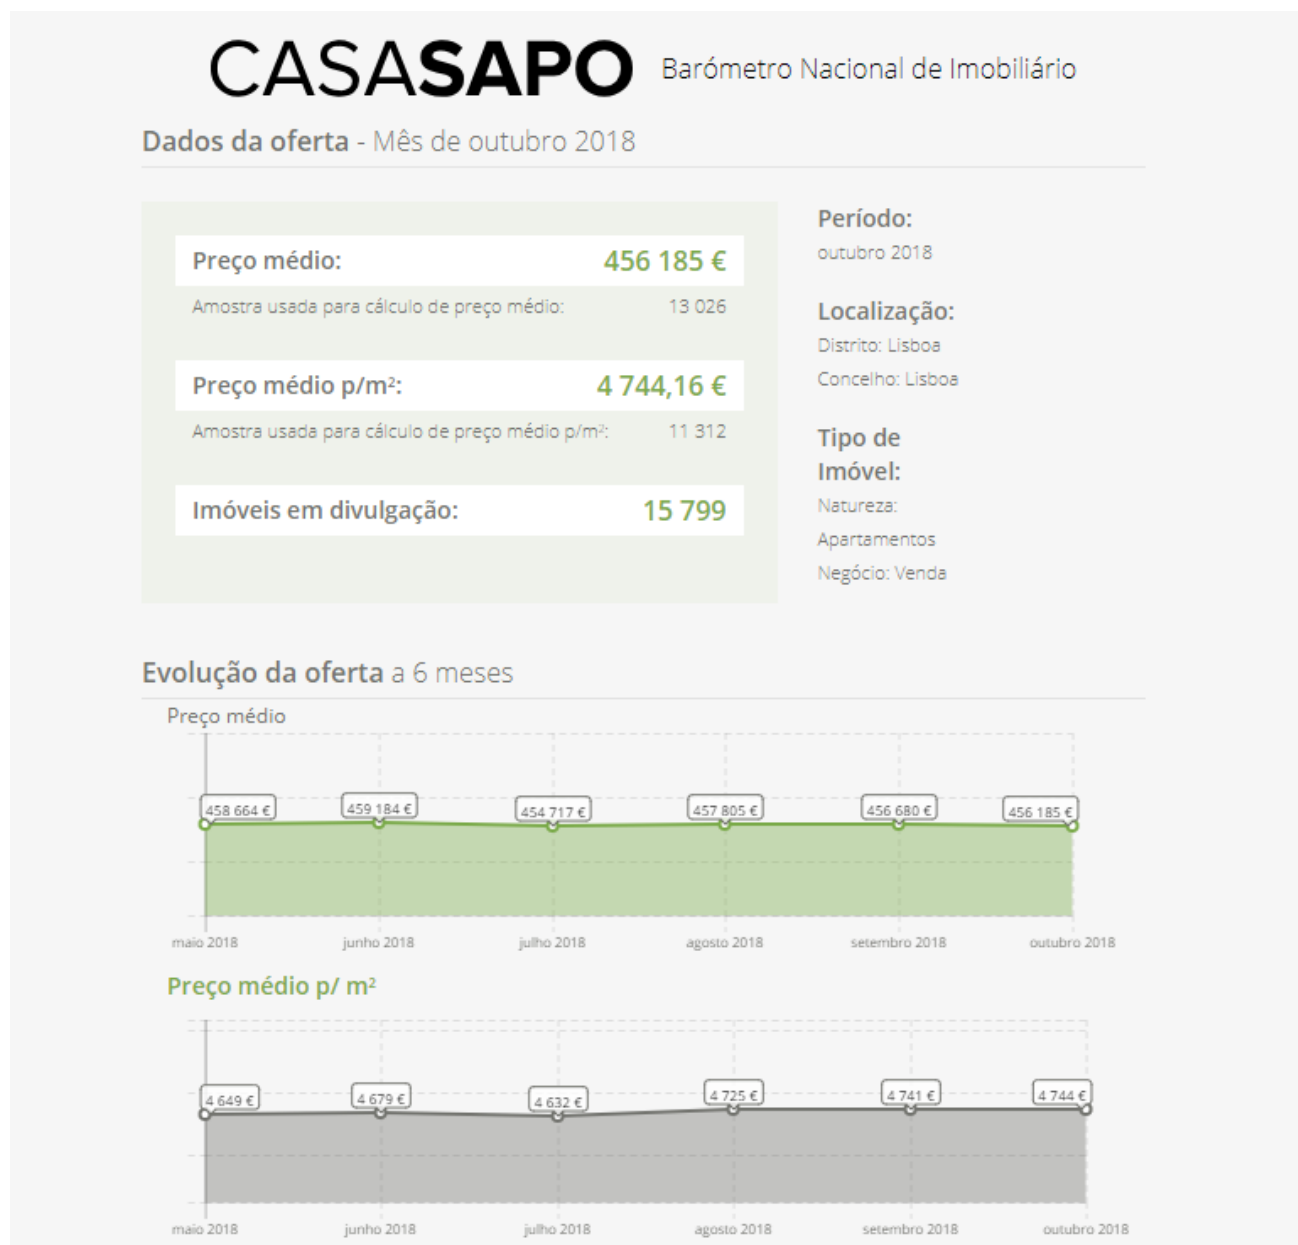 CASASAPO Barómetro Nacional de Imobiliário
Dados da oferta - Mês de outubro 2018
Preço médio: 456 185 €
Amostra usada para cálculo de preço médio: 13 026
Preço médio p/m²: 4 744,16 €
Amostra usada para cálculo de preço médio p/m²: 11 312
Imóveis em divulgação: 15 799
Período:
outubro 2018
Localização:
Distrito: Lisboa
Concelho: Lisboa
Tipo de
Imóvel:
Natureza:
Apartamentos
Negócio: Venda
Evolução da oferta a 6 meses
Preço médio
458 664 € 459 184 € 454 717 € 457 805 € 456 680 € 456 185 €
maio 2018 junho 2018 julho 2018 agosto 2018 setembro 2018 outubro 2018
Preço médio p/ m²
4 649 € 4 679 € 4 632 € 4 725 € 4 741 € 4 744 €
maio 2018 junho 2018 julho 2018 agosto 2018 setembro 2018 outubro 2018